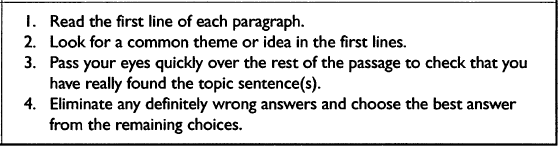 1. Read the first line of each paragraph.
2. Look for a common theme or idea in the first lines.
3. Pass your eyes quickly over the rest of the passage to check that you
have really found the topic sentence(s).
4. Eliminate any definitely wrong answers and choose the best answer
from the remaining choices.